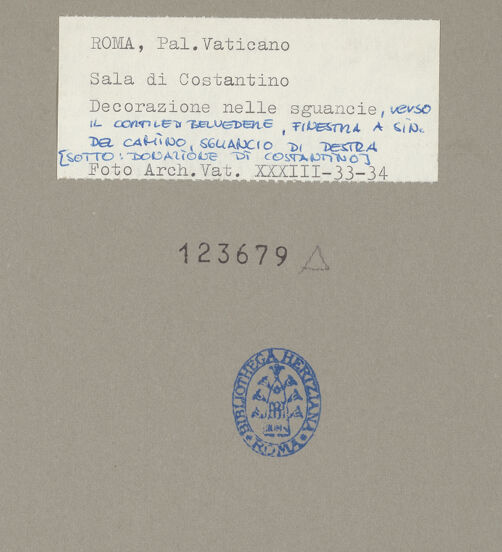 ROMA, Pal.Vaticano
Sala di Costantino
Decorazione nelle sguancie, VERSO
IL CORTILE DI BELVEDERE, FINESTRA A SIN.
DEL CAMINO, SGUANCIO DI DESTRA
[SOTTO: DONAZIONE DI COSTANTINO]
Foto Arch.Vat. XXXIII-33-34
123679
BIBLIOTHECA HERTZIANA
ROMA